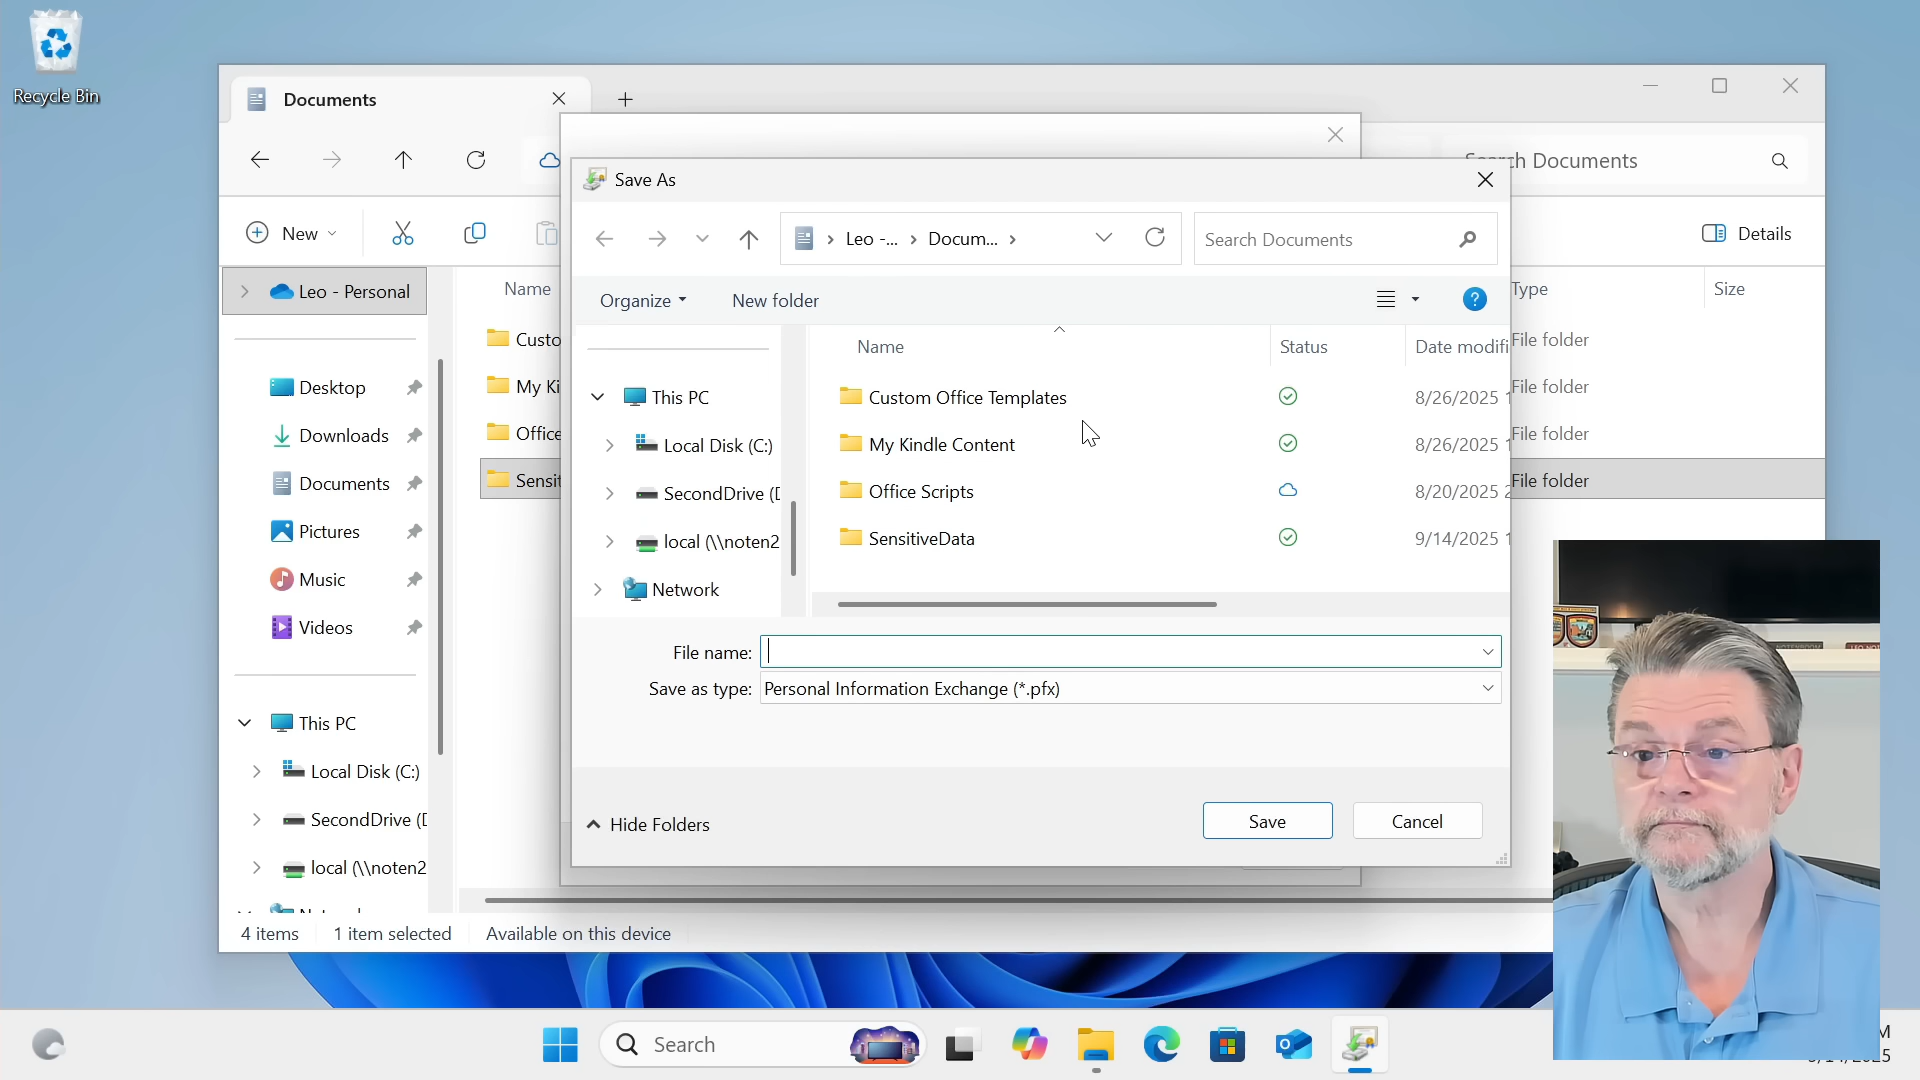 Recycle Bin
Documents
Search Documents
New
Details
Name
Type
Size
Leo - Personal
Desktop
Downloads
Documents
Pictures
Music
Videos
This PC
Local Disk (C:)
SecondDrive (D
local (\\noten2
Custo
My Ki
Office
Sensit
File folder
File folder
File folder
File folder
4 items
1 item selected
Available on this device
Save As
Leo -...
Docum...
Search Documents
Organize
New folder
Name
Status
Date modifi
This PC
Local Disk (C:)
SecondDrive (D
local (\\noten2
Network
Custom Office Templates
8/26/2025 1
My Kindle Content
8/26/2025 1
Office Scripts
8/20/2025 2
SensitiveData
9/14/2025 1
File name:
Save as type: Personal Information Exchange (*.pfx)
Hide Folders
Save
Cancel
Search